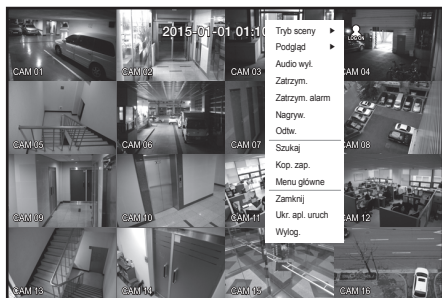 2015-01-01 01:10
LOG ON
CAM 01
CAM 02
CAM 03
CAM 04
Tryb sceny
Podgląd
Audio wył.
Zatrzym.
Zatrzym. alarm
Nagryw.
Odtw.
Szukaj
Kop. zap.
Menu główne
Zamknij
Ukr. apl. uruch
Wylog.
CAM 05
CAM 06
CAM 07
CAM 08
CAM 09
CAM 10
CAM 11
CAM 12
CAM 13
CAM 14
CAM 15
CAM 16